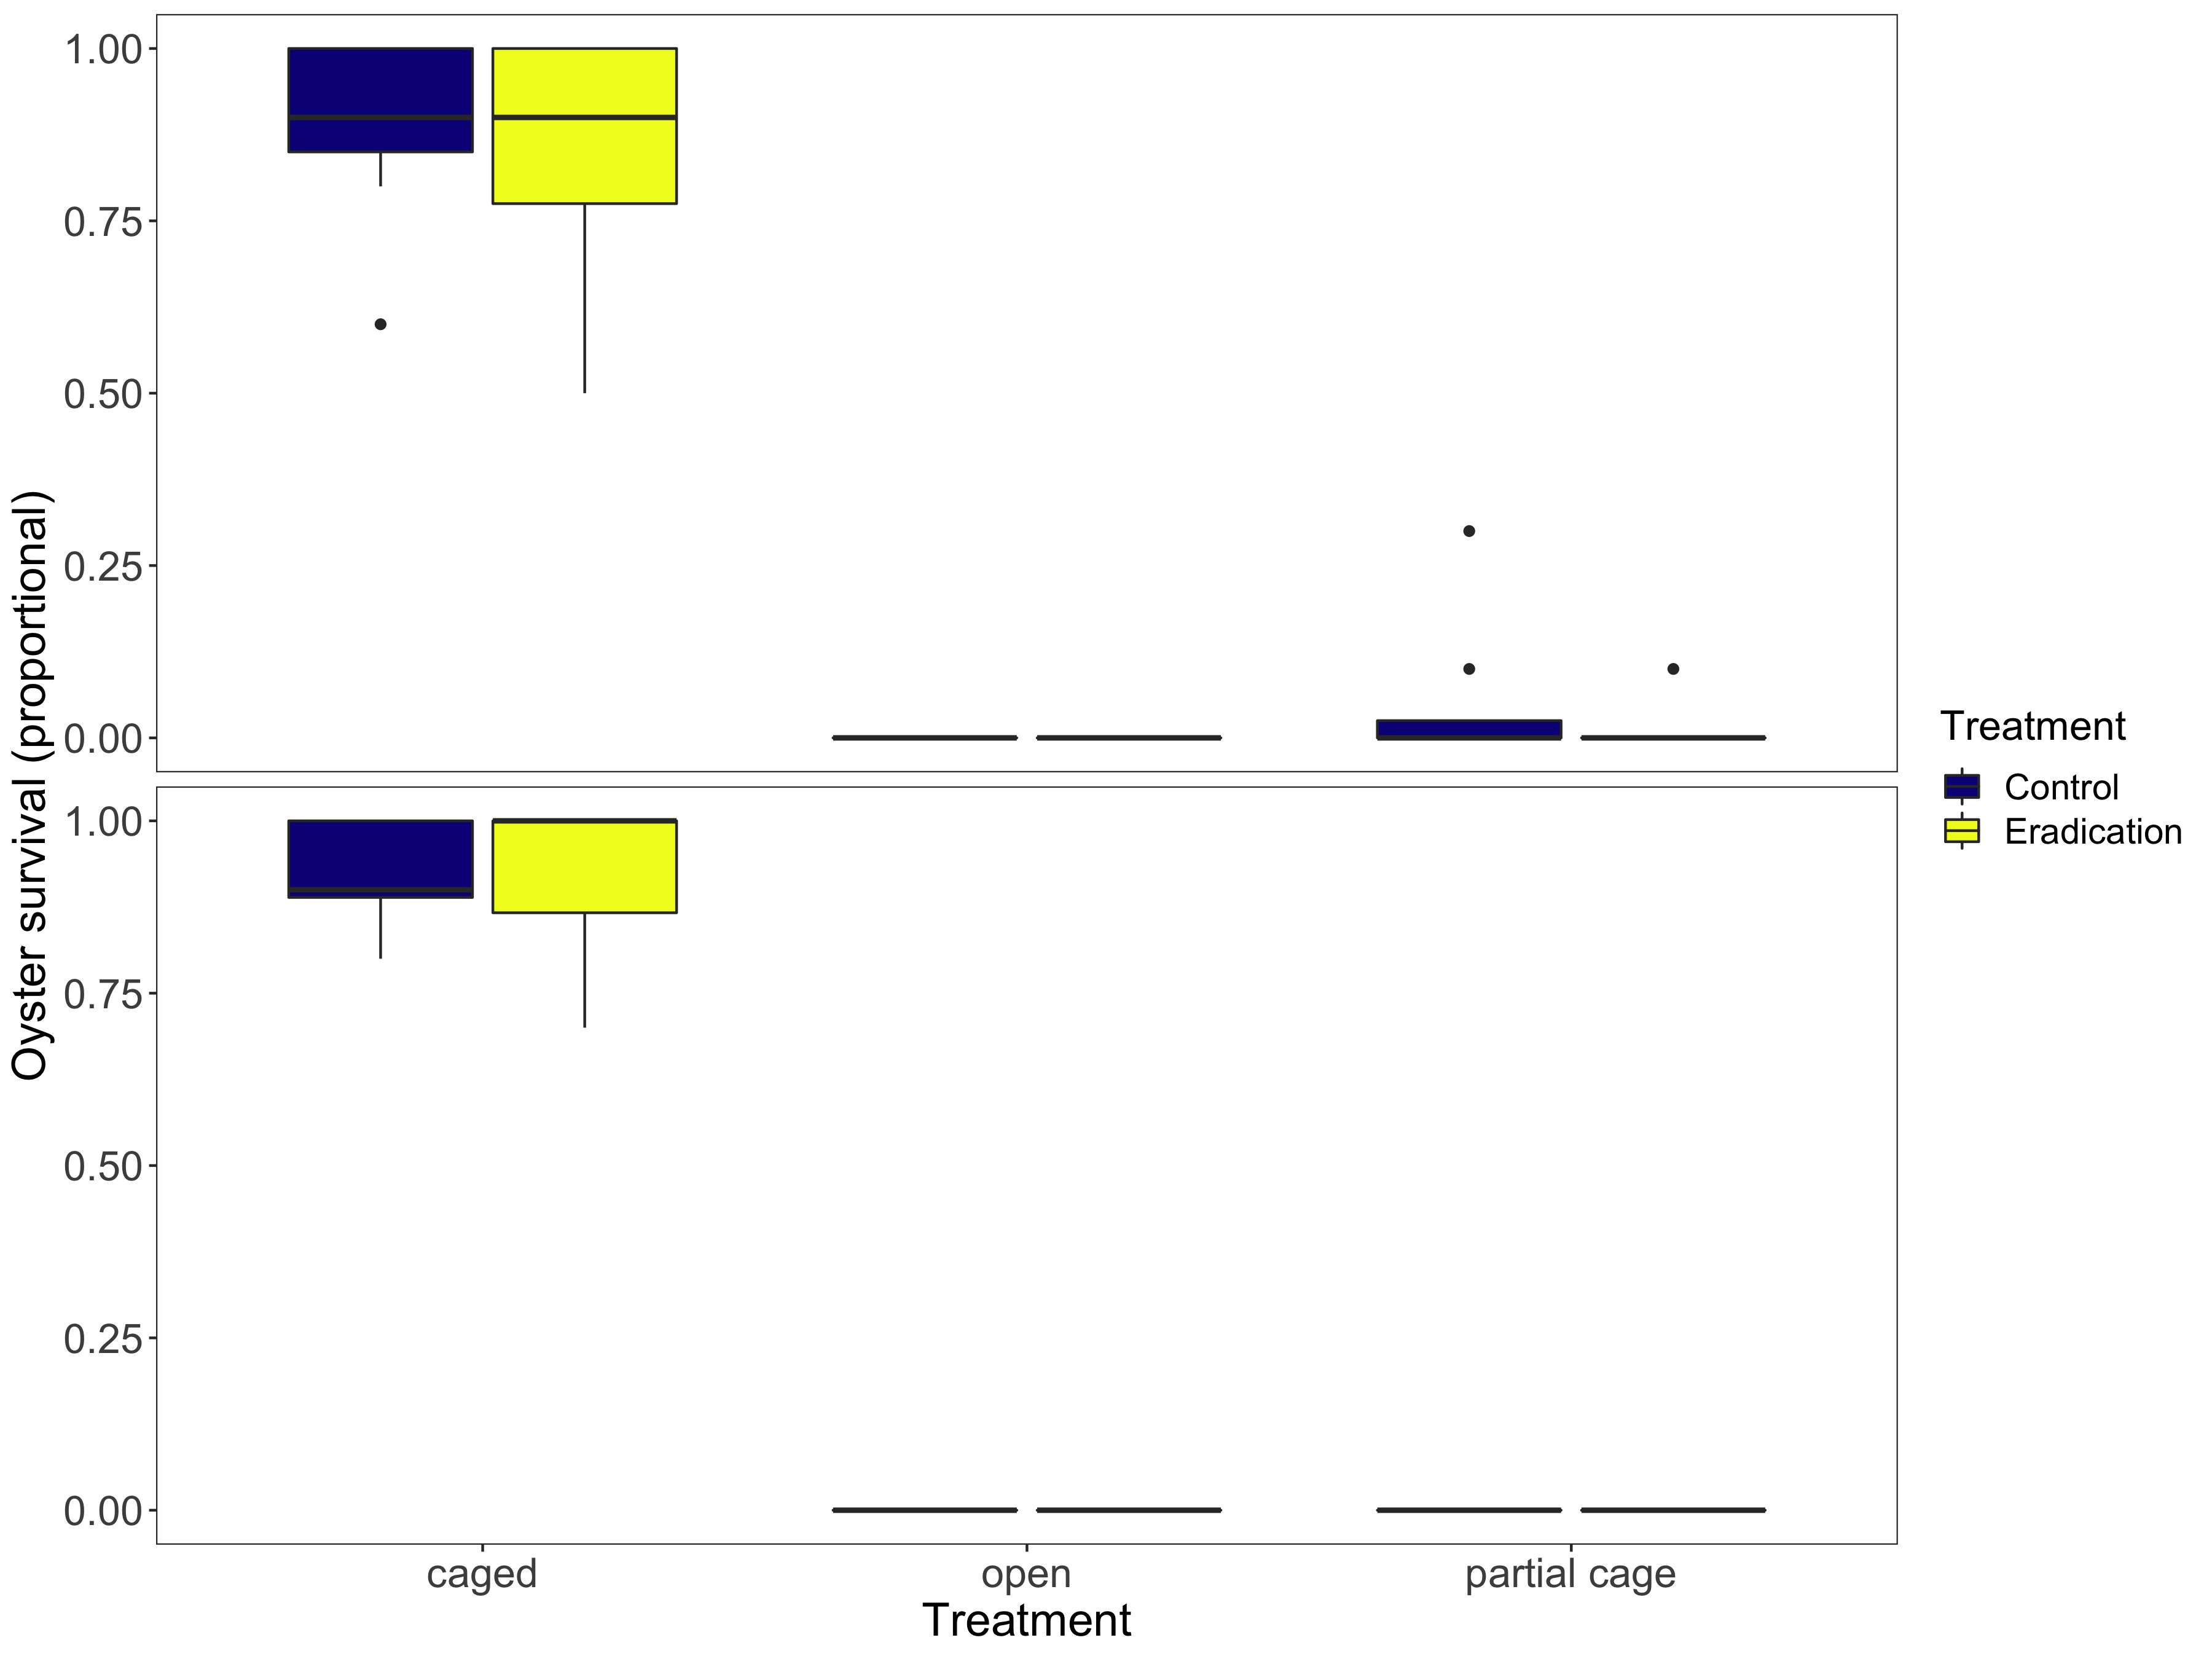 Oyster survival (proportional)
1.00
0.75
0.50
0.25
0.00
1.00
0.75
0.50
0.25
0.00
caged open partial cage
Treatment
Treatment
Control
Eradication